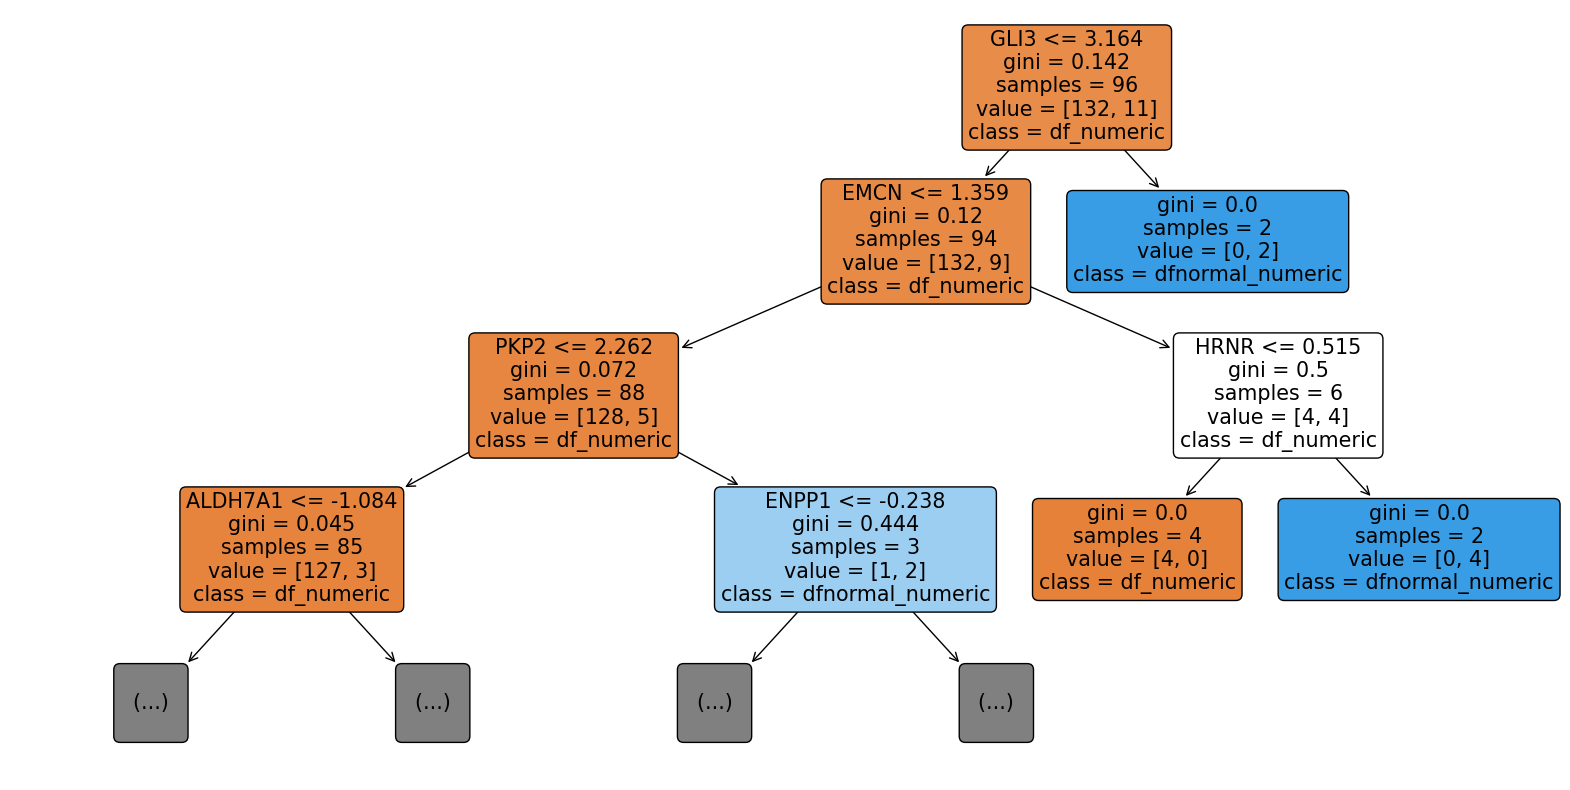 GLI3 <= 3.164
gini = 0.142
samples = 96
value = [132, 11]
class = df_numeric
EMCN <= 1.359
gini = 0.12
samples = 94
value = [132, 9]
class = df_numeric
gini = 0.0
samples = 2
value = [0, 2]
class = dfnormal_numeric
PKP2 <= 2.262
gini = 0.072
samples = 88
value = [128, 5]
class = df_numeric
HRNR <= 0.515
gini = 0.5
samples = 6
value = [4, 4]
class = df_numeric
ALDH7A1 <= -1.084
gini = 0.045
samples = 85
value = [127, 3]
class = df_numeric
ENPP1 <= -0.238
gini = 0.444
samples = 3
value = [1, 2]
class = dfnormal_numeric
gini = 0.0
samples = 4
value = [4, 0]
class = df_numeric
gini = 0.0
samples = 2
value = [0, 4]
class = dfnormal_numeric
(...)
(...)
(...)
(...)